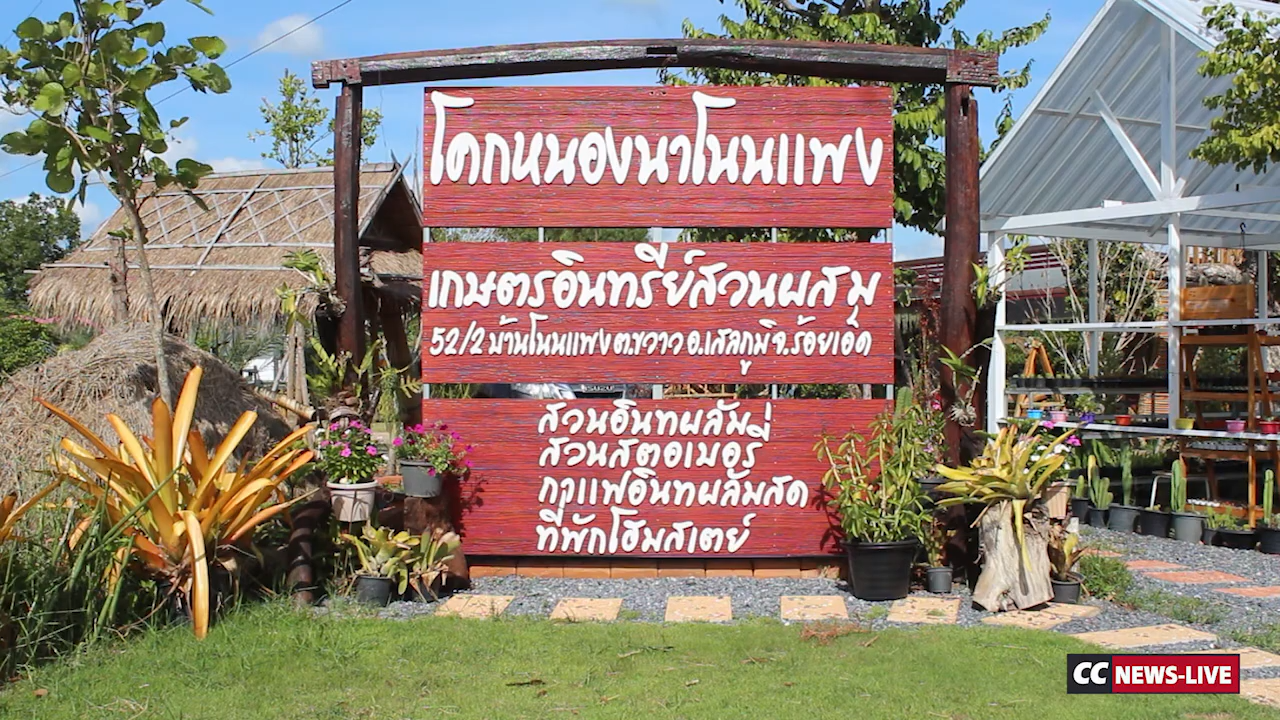 โคกหนองนาโนนแพง
เกษตรอินทรีย์สวนผสม
52/2 บ้านโนนแพง ต.ขวาว อ.เสลภูมิ จ.ร้อยเอ็ด
สวนอินทผลัมฯ
สวนสตอเบอรี่
กาแฟอินทผลัมสด
ที่พักโฮมสเตย์
CC NEWS-LIVE